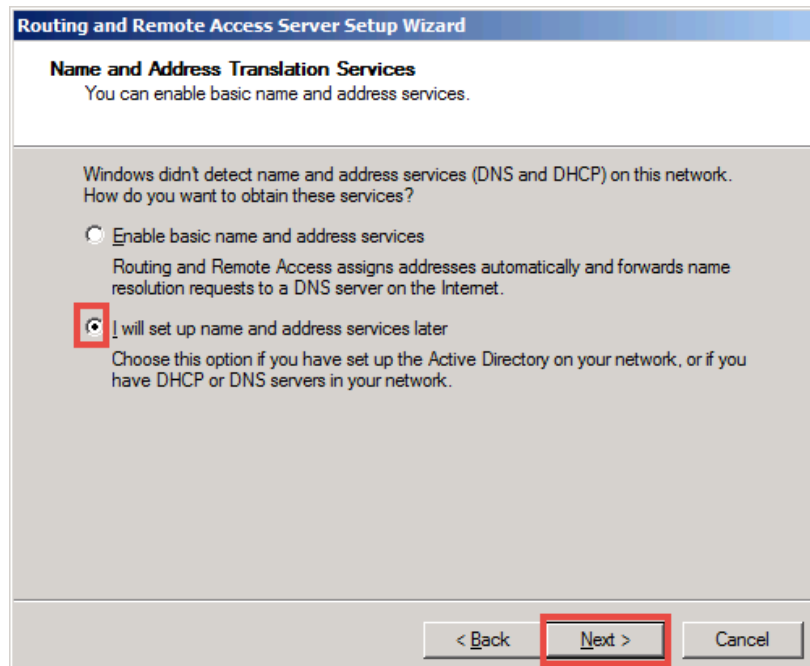 Routing and Remote Access Server Setup Wizard
Name and Address Translation Services
You can enable basic name and address services.
Windows didn't detect name and address services (DNS and DHCP) on this network.
How do you want to obtain these services?
Enable basic name and address services
Routing and Remote Access assigns addresses automatically and forwards name
resolution requests to a DNS server on the Internet.
I will set up name and address services later
Choose this option if you have set up the Active Directory on your network, or if you
have DHCP or DNS servers in your network.
< Back Next > Cancel